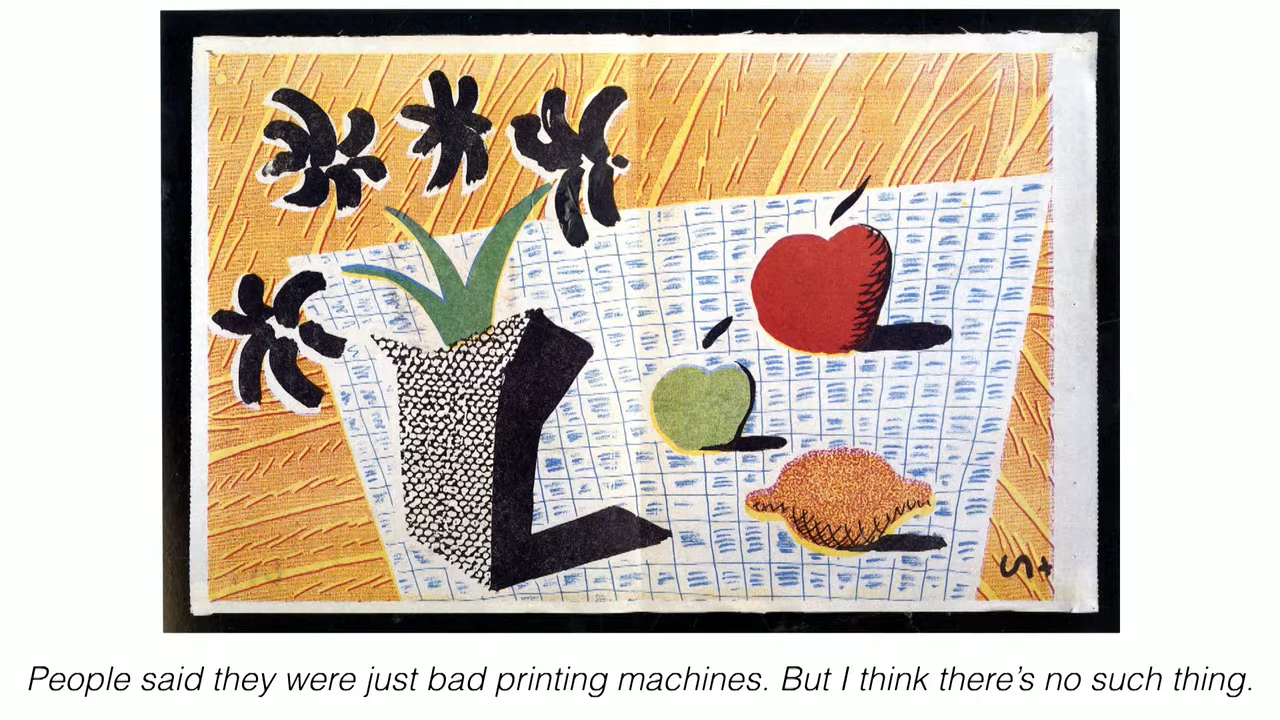 People said they were just bad printing machines. But I think there's no such thing.